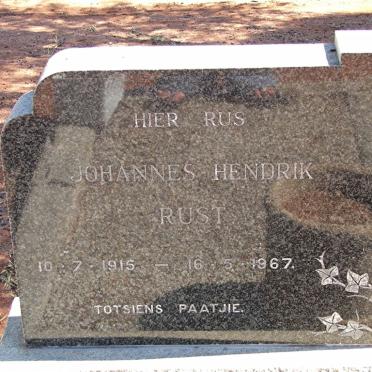 HIER RUS
JOHANNES HENDRIK
RUST
10-7-1915 — 16-5-1967.
TOTSIENS PAATJIE.